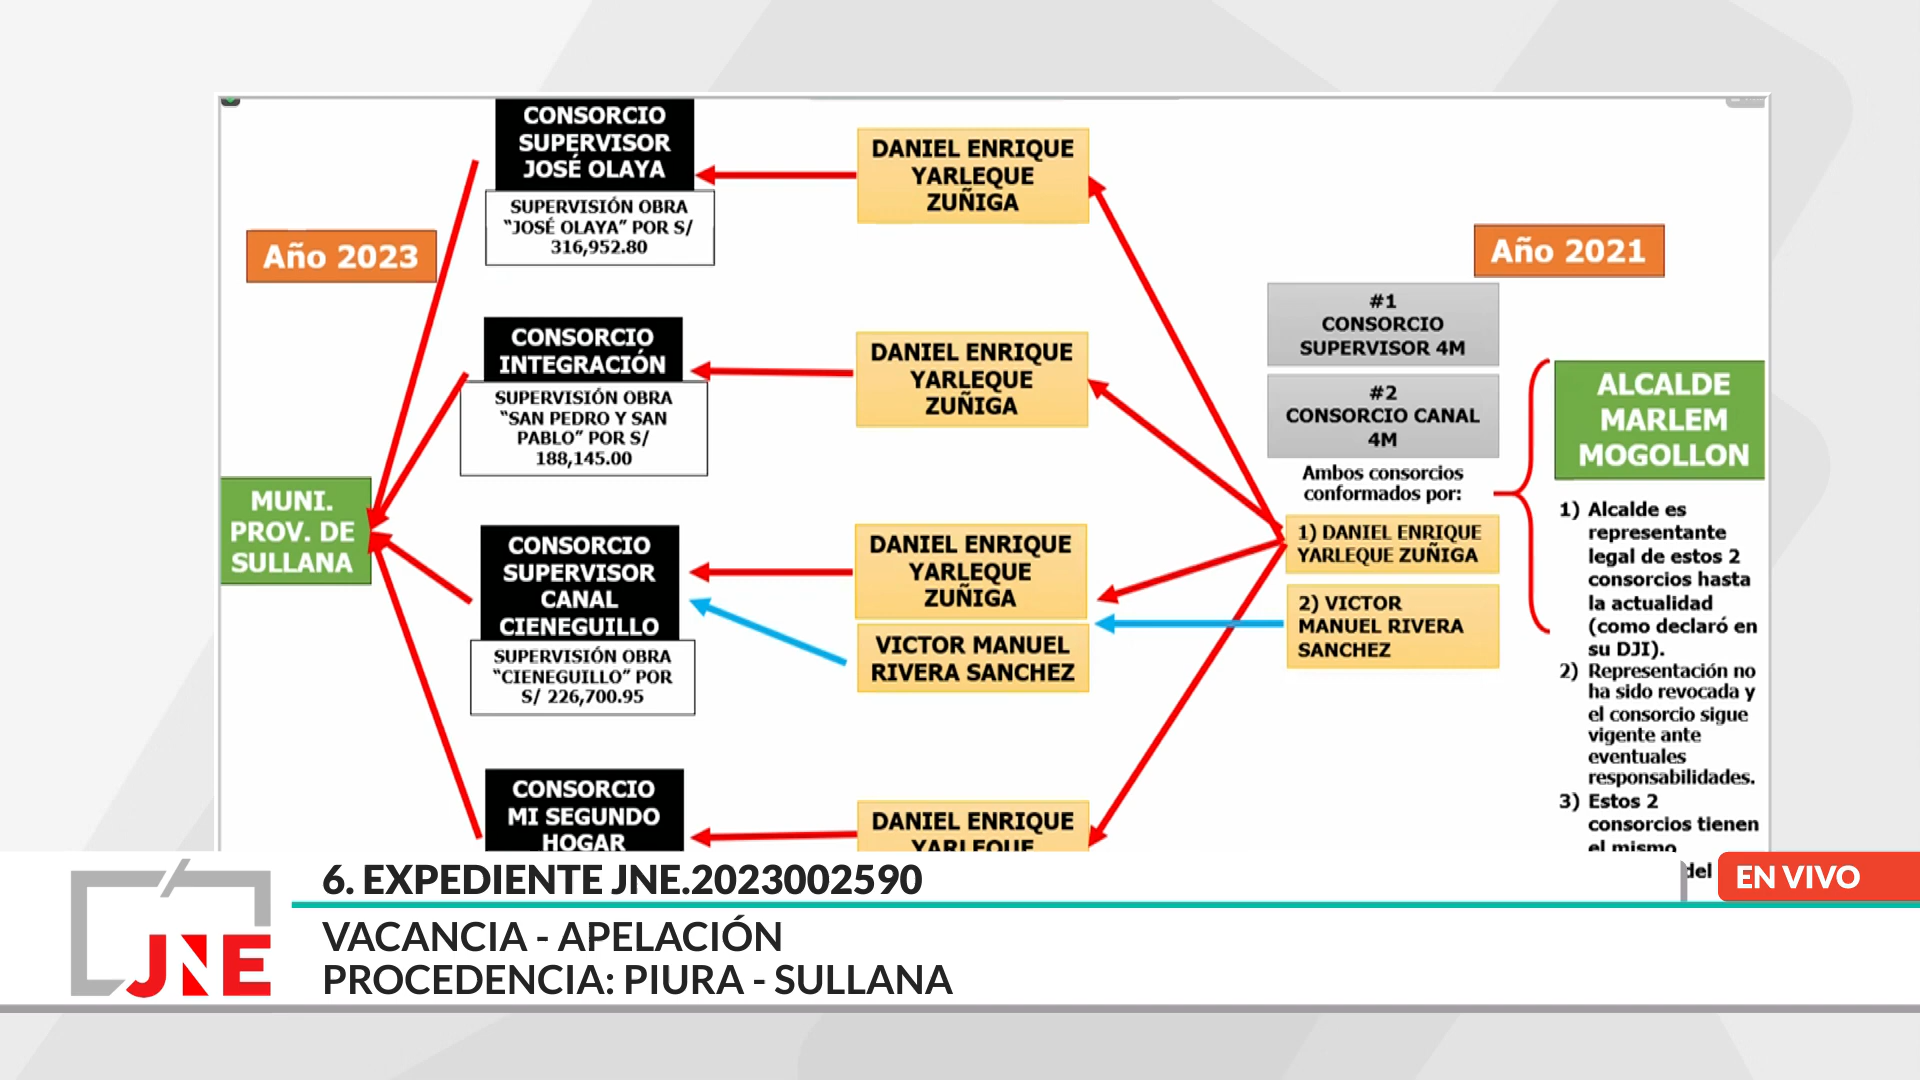 CONSORCIO
SUPERVISOR
JOSÉ OLAYA
SUPERVISIÓN OBRA
“JOSÉ OLAYA” POR S/
316,952.80
DANIEL ENRIQUE
YARLEQUE
ZUÑIGA
Año 2023
Año 2021
CONSORCIO
INTEGRACIÓN
SUPERVISIÓN OBRA
“SAN PEDRO Y SAN
PABLO” POR S/
188,145.00
DANIEL ENRIQUE
YARLEQUE
ZUÑIGA
#1
CONSORCIO
SUPERVISOR 4M
#2
CONSORCIO CANAL
4M
Ambos consorcios
conformados por:
1) DANIEL ENRIQUE
YARLEQUE ZUÑIGA
2) VICTOR
MANUEL RIVERA
SANCHEZ
ALCALDE
MARLEM
MOGOLLON
1) Alcalde es
representante
legal de estos 2
consorcios hasta
la actualidad
(como declaró en
su DJI).
2) Representación no
ha sido revocada y
el consorcio sigue
vigente ante
eventuales
responsabilidades.
3) Estos 2
consorcios tienen
el mismo
del
MUNI.
PROV. DE
SULLANA
CONSORCIO
SUPERVISOR
CANAL
CIENEGUILLO
SUPERVISIÓN OBRA
“CIENEGUILLO” POR
S/ 226,700.95
DANIEL ENRIQUE
YARLEQUE
ZUÑIGA
VICTOR MANUEL
RIVERA SANCHEZ
CONSORCIO
MI SEGUNDO
HOGAR
DANIEL ENRIQUE
YARLEQUE
6. EXPEDIENTE JNE.2023002590
EN VIVO
JNE
VACANCIA - APELACIÓN
PROCEDENCIA: PIURA - SULLANA